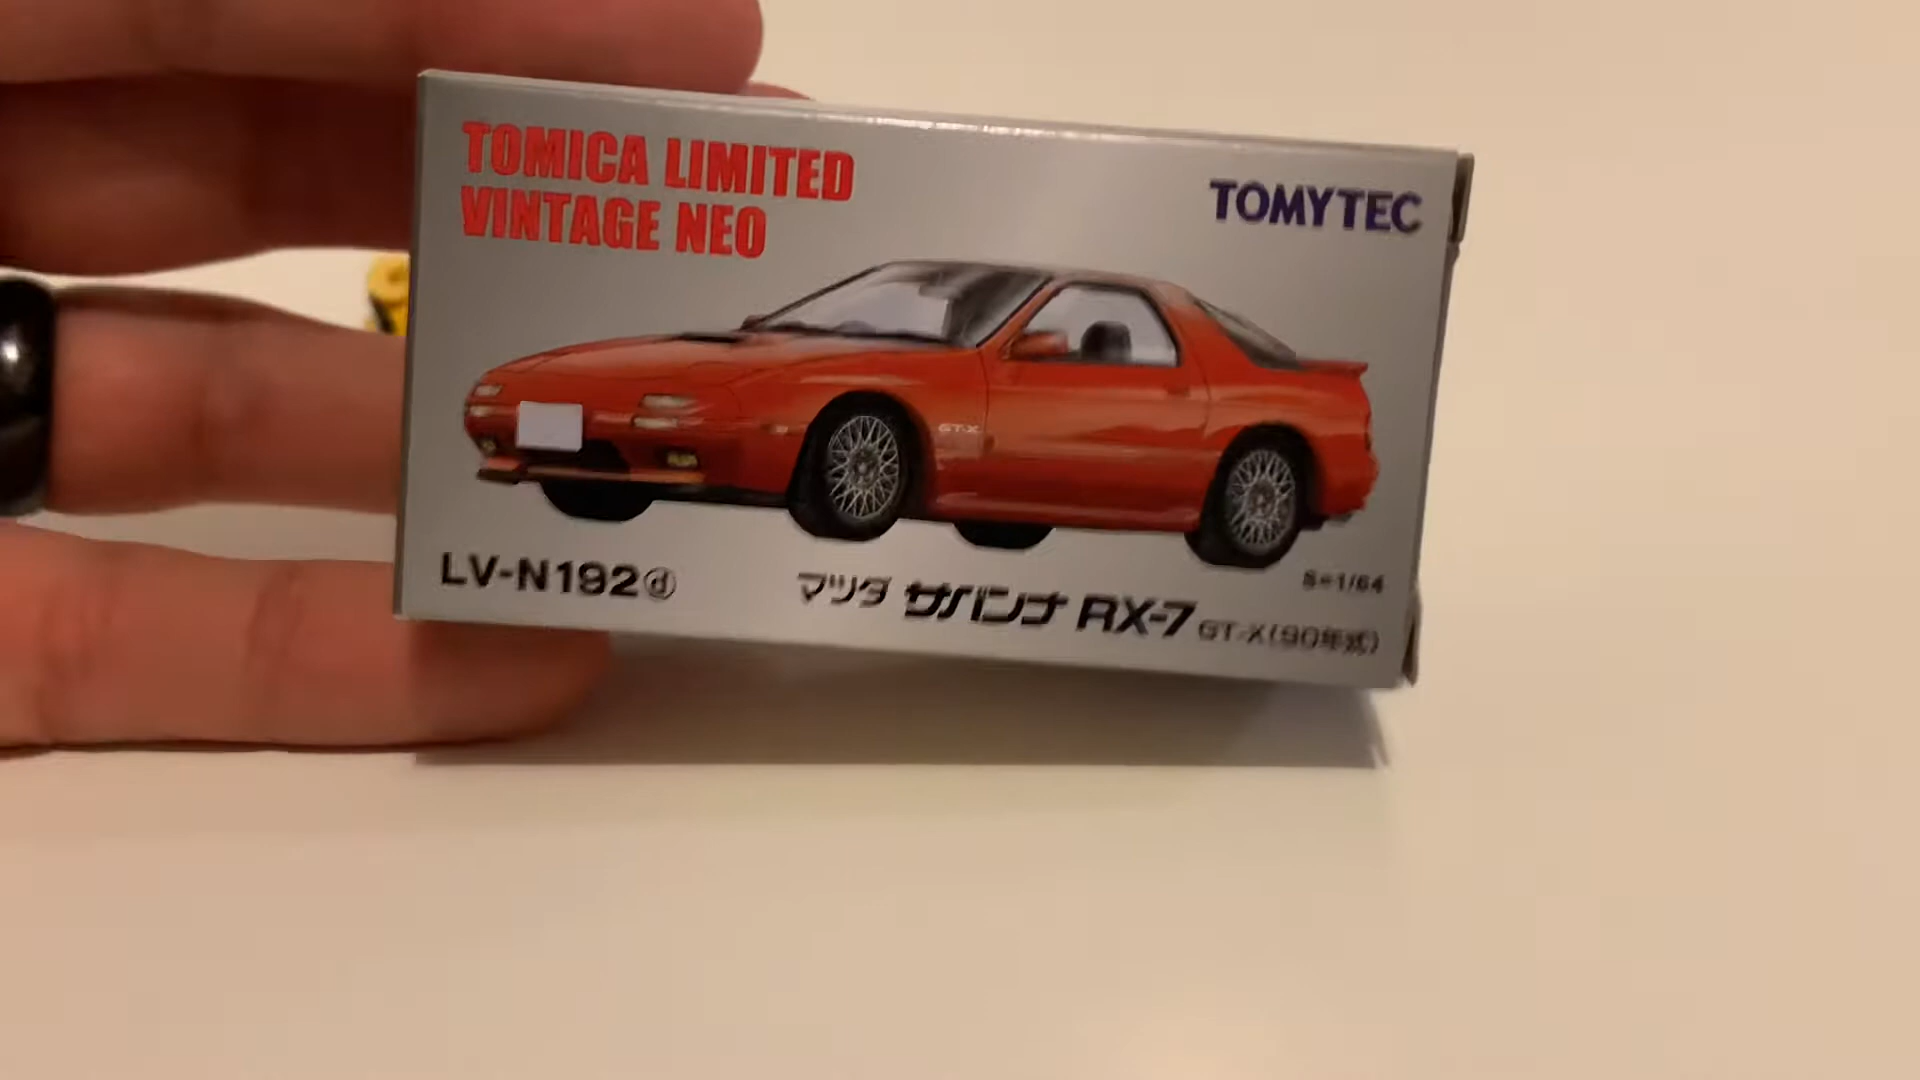 TOMICA LIMITED
VINTAGE NEO
TOMYTEC
GT-X
LV-N192ⓓ
S=1/64
マツダ サバンナ RX-7 GT-X(90年式)